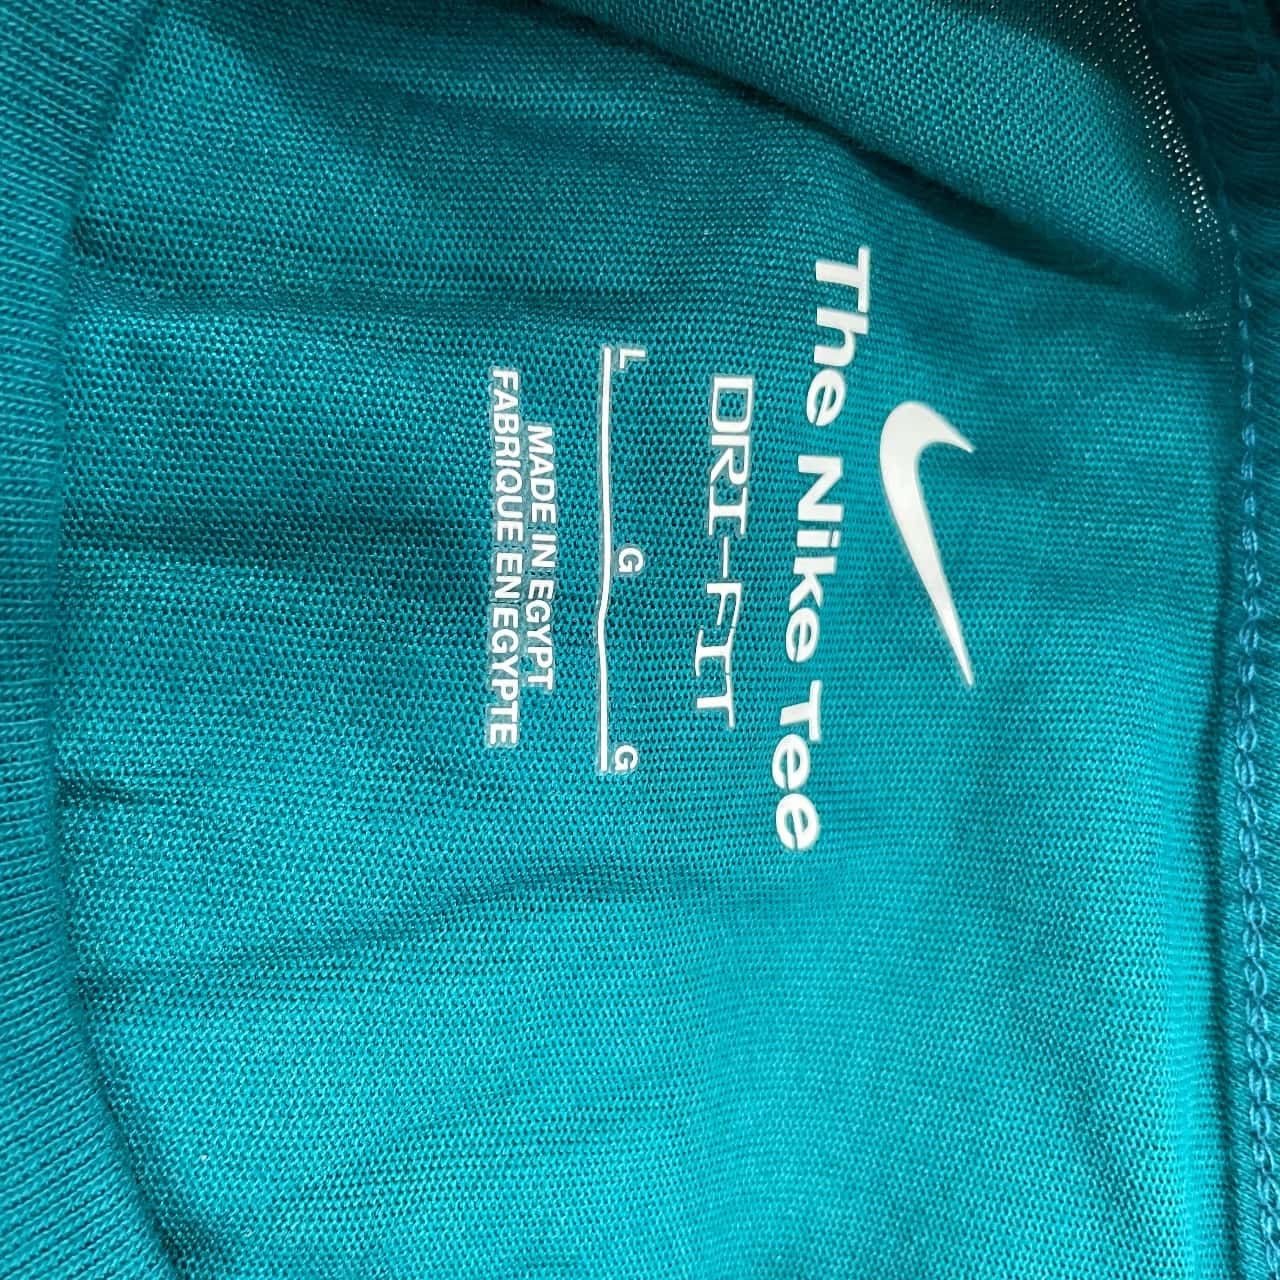 The Nike Tee
DRI-FIT
L G G
MADE IN EGYPT
FABRIQUE EN EGYPTE